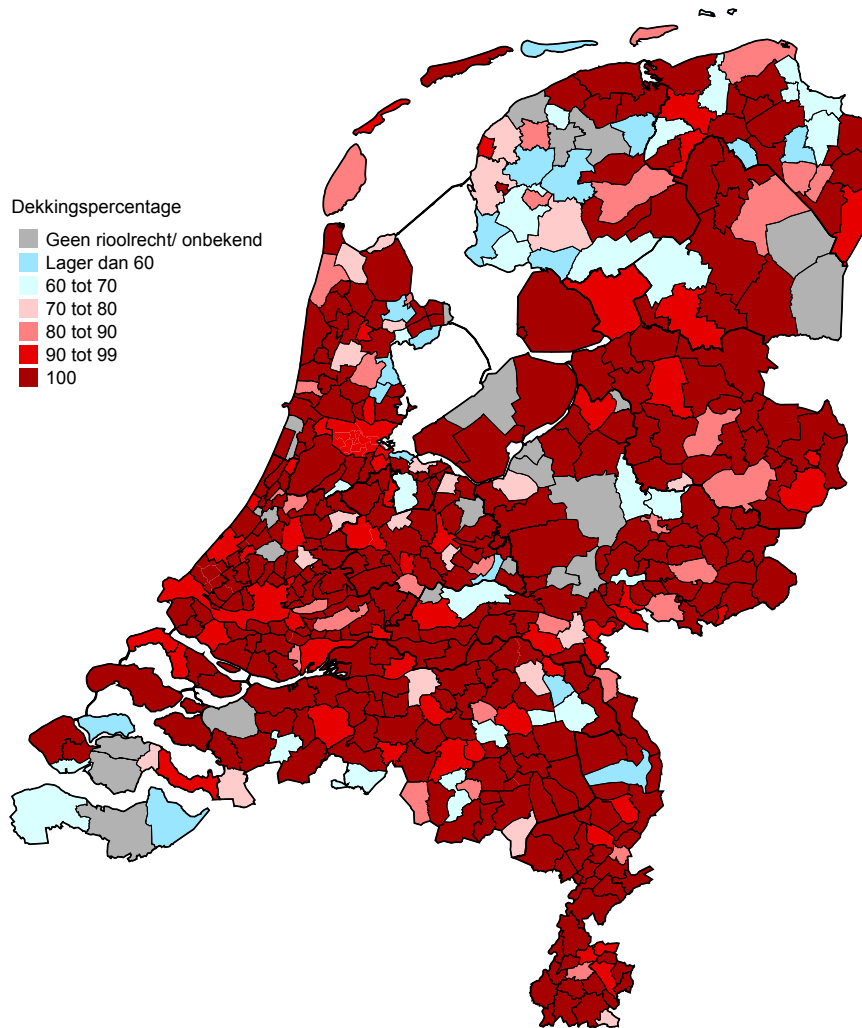 Dekkingspercentage
Geen rioolrecht/ onbekend
Lager dan 60
60 tot 70
70 tot 80
80 tot 90
90 tot 99
100